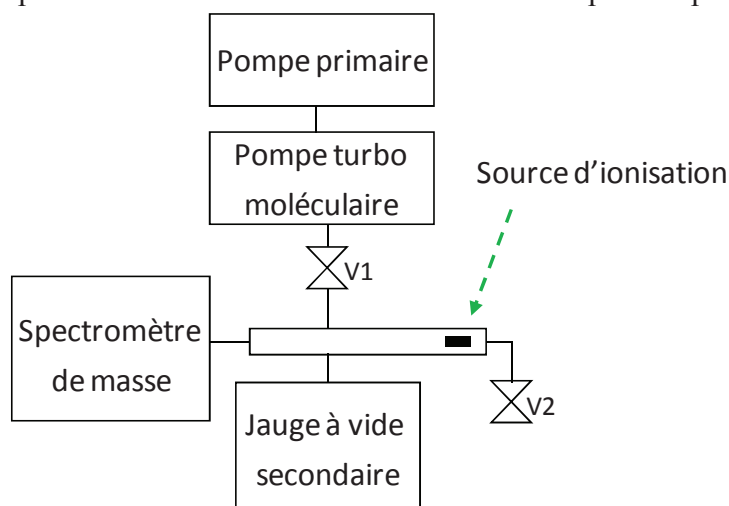 Pompe primaire
Pompe turbo
moléculaire
Source d'ionisation
V1
Spectromètre
de masse
V2
Jauge à vide
secondaire